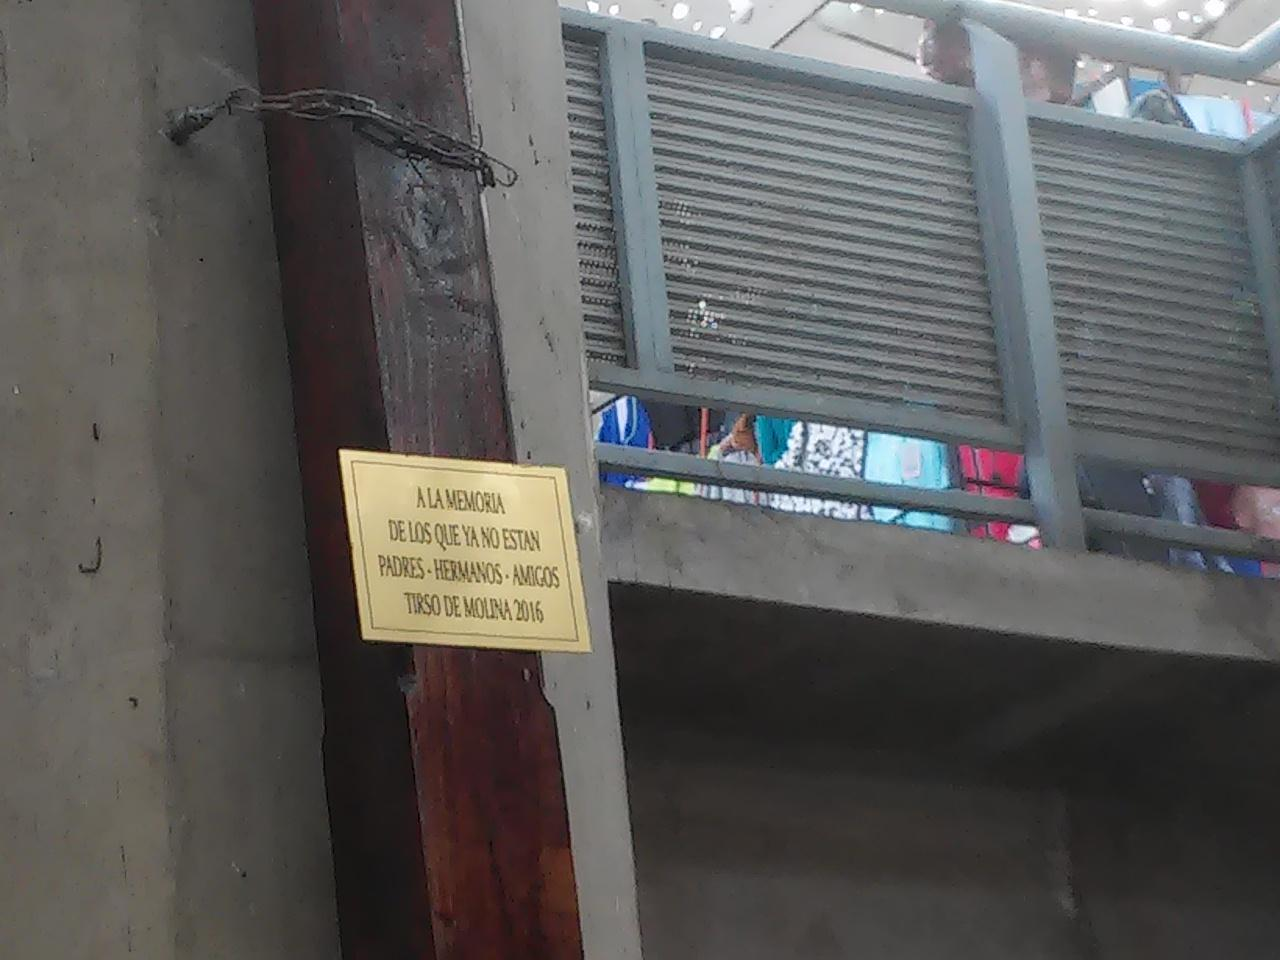 A LA MEMORIA
DE LOS QUE YA NO ESTAN
PADRES - HERMANOS - AMIGOS
TIRSO DE MOLINA 2016